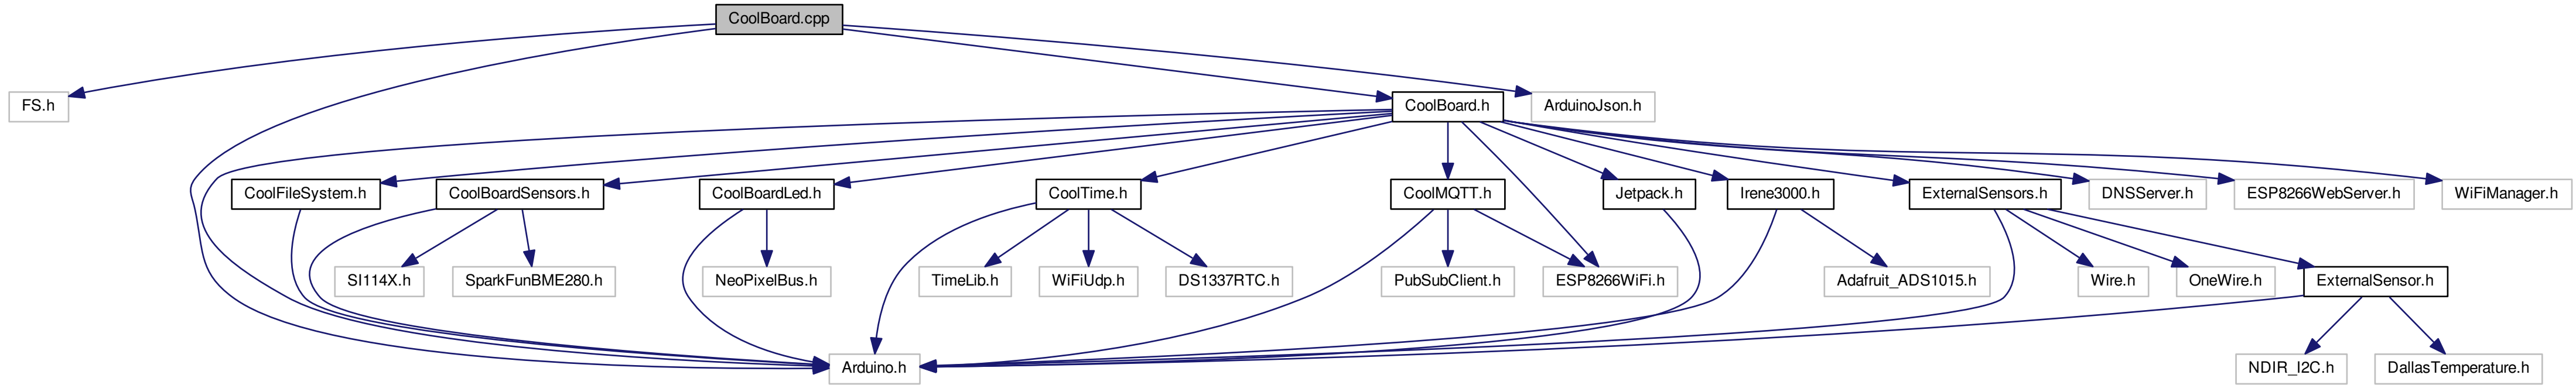 CoolBoard.cpp
FS.h
CoolBoard.h
ArduinoJson.h
CoolFileSystem.h
CoolBoardSensors.h
CoolBoardLed.h
CoolTime.h
CoolMQTT.h
Jetpack.h
Irene3000.h
ExternalSensors.h
DNSServer.h
ESP8266WebServer.h
WiFiManager.h
SI114X.h
SparkFunBME280.h
NeoPixelBus.h
TimeLib.h
WiFiUdp.h
DS1337RTC.h
PubSubClient.h
ESP8266WiFi.h
Adafruit_ADS1015.h
Wire.h
OneWire.h
ExternalSensor.h
Arduino.h
NDIR_I2C.h
DallasTemperature.h